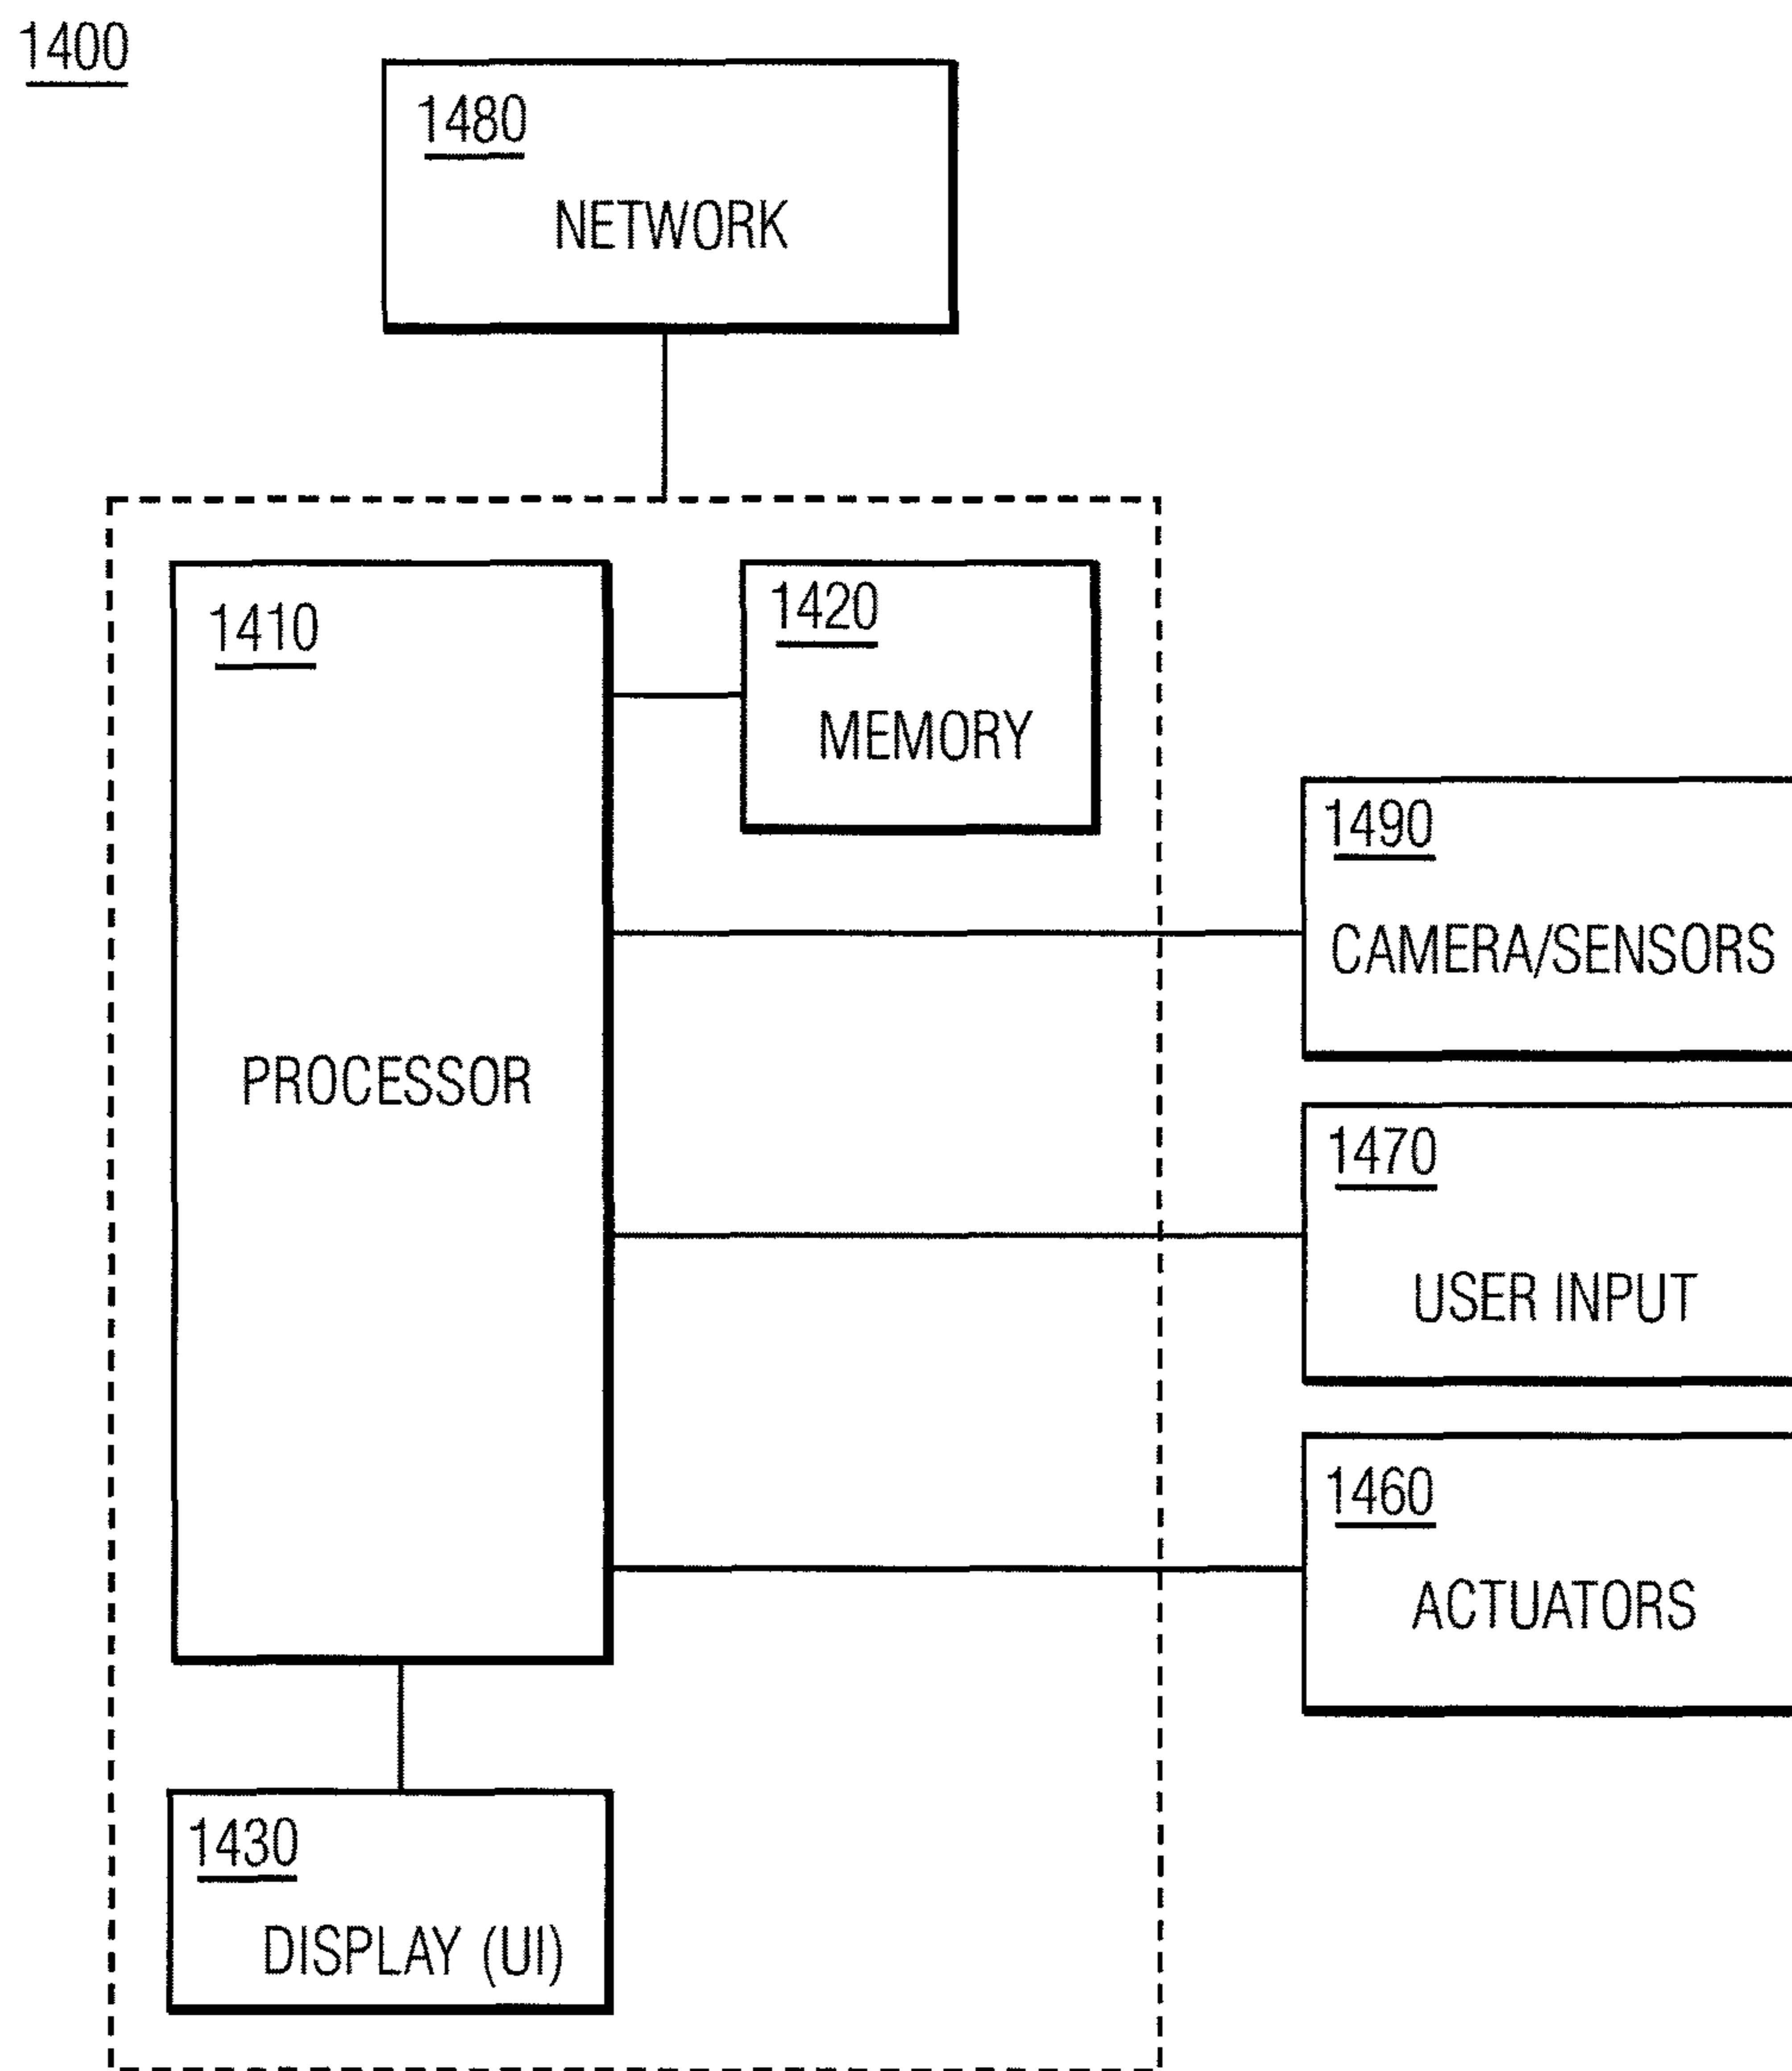 1400
1480
NETWORK
1410
PROCESSOR
1420
MEMORY
1490
CAMERA/SENSORS
1470
USER INPUT
1460
ACTUATORS
1430
DISPLAY (UI)